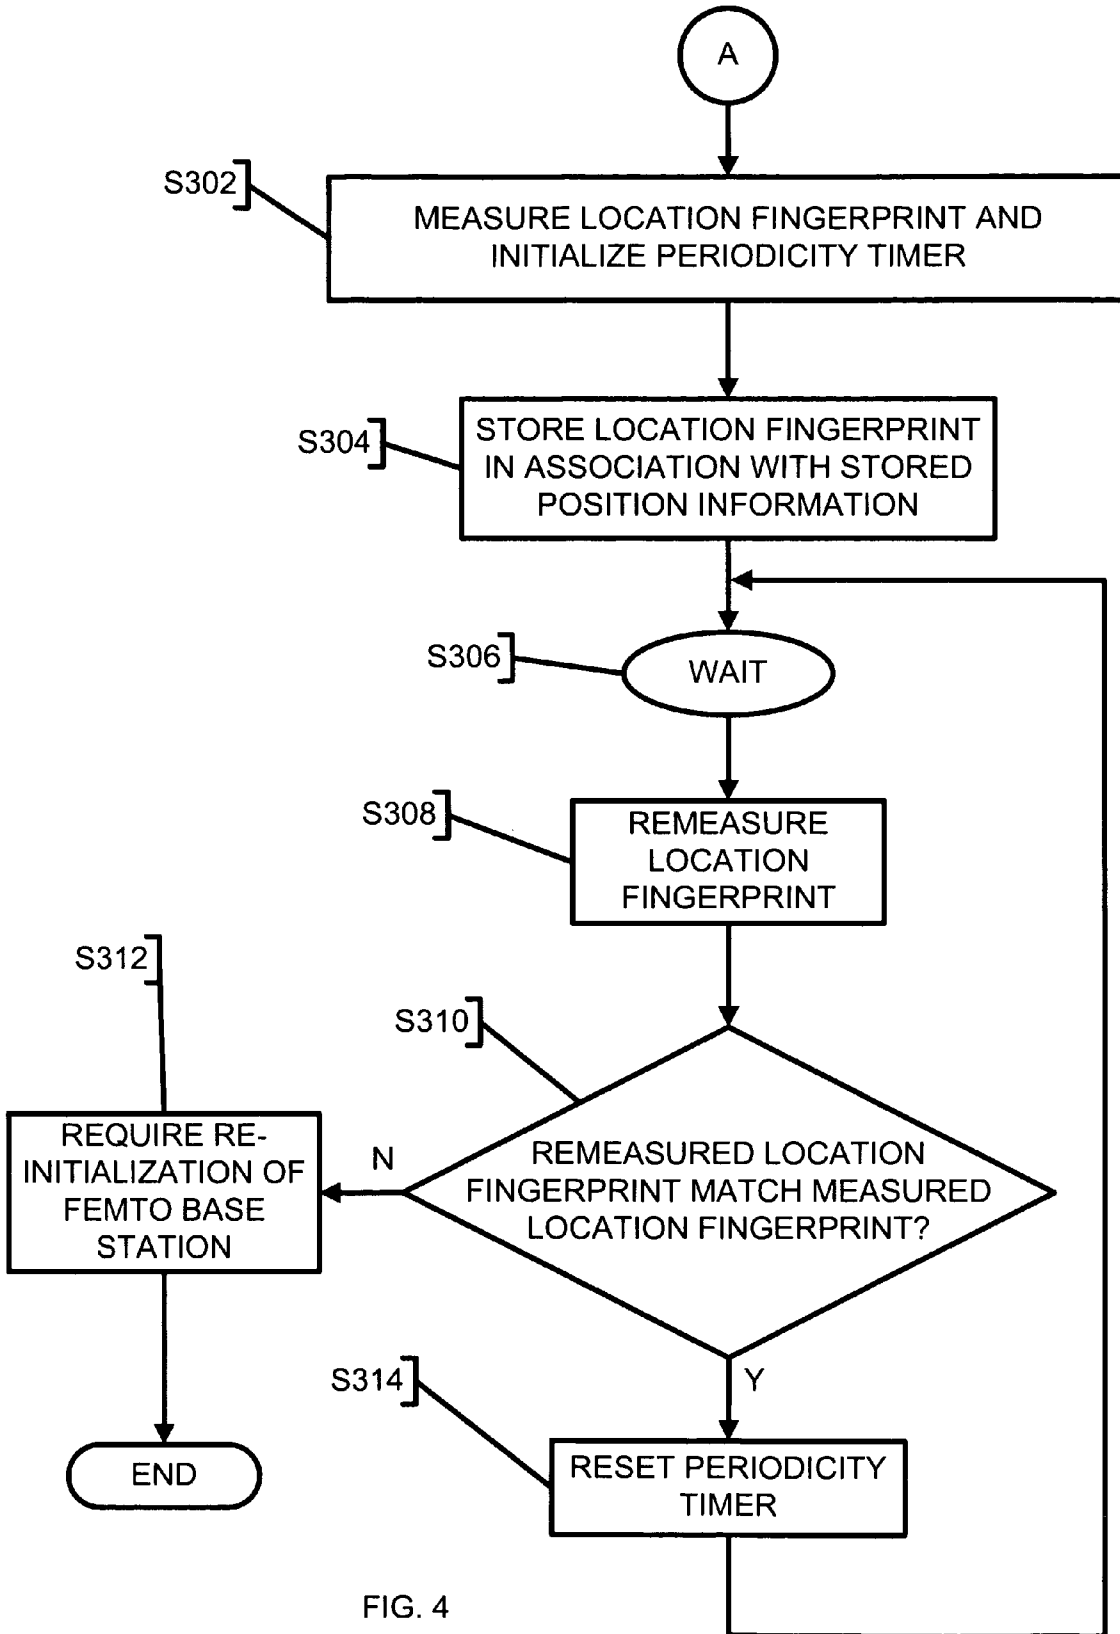 A
S302
MEASURE LOCATION FINGERPRINT AND
INITIALIZE PERIODICITY TIMER
S304
STORE LOCATION FINGERPRINT
IN ASSOCIATION WITH STORED
POSITION INFORMATION
S306
WAIT
S308
REMEASURE
LOCATION
FINGERPRINT
S310
REMEASURED LOCATION
FINGERPRINT MATCH MEASURED
LOCATION FINGERPRINT?
N
S312
REQUIRE RE-
INITIALIZATION OF
FEMTO BASE
STATION
END
Y
S314
RESET PERIODICITY
TIMER
FIG. 4